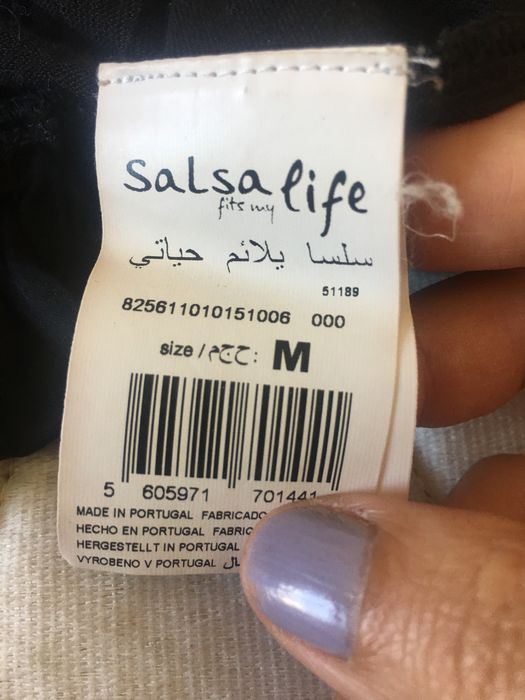 salsa fits my life
سلسا يلائم حياتي
51189
825611010151006 000
size / حجم: M
5 605971 701441
MADE IN PORTUGAL FABRICADO
HECHO EN PORTUGAL
HERGESTELLT IN PORTUGAL
VYROBENO V PORTUGAL